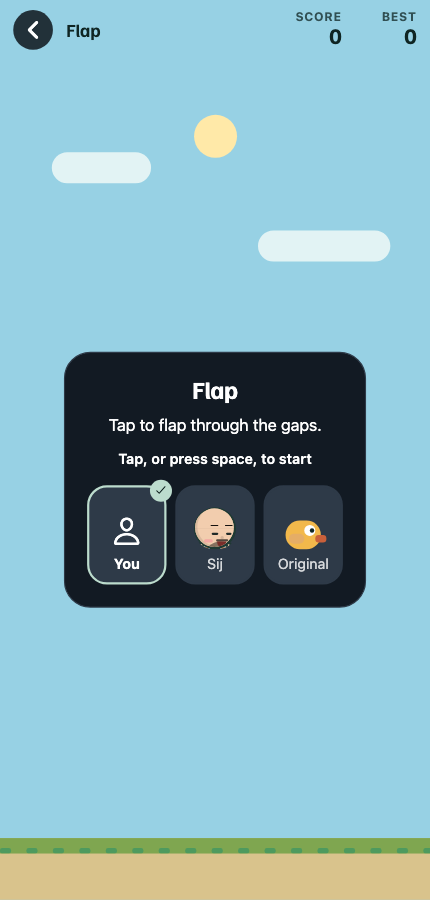 Flap
SCORE
0
BEST
0
Flap
Tap to flap through the gaps.
Tap, or press space, to start
You
Sij
Original